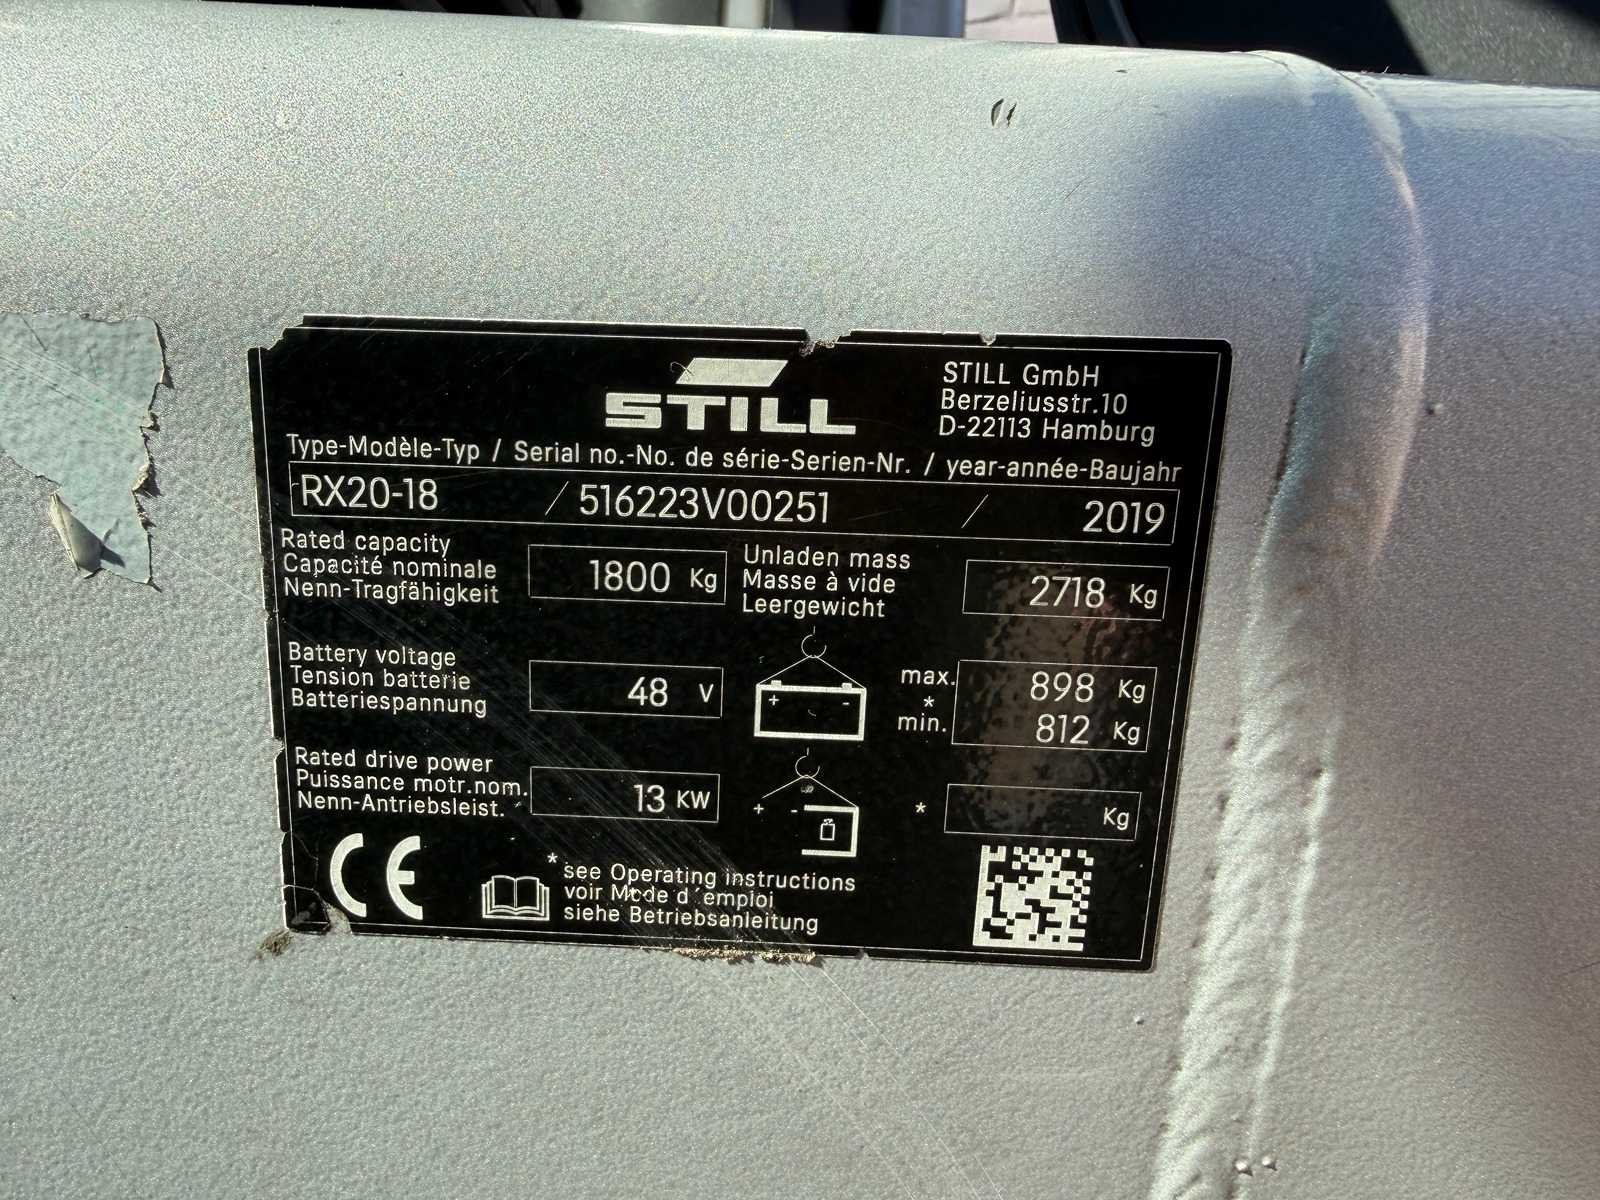 STILL
STILL GmbH
Berzeliusstr.10
D-22113 Hamburg
Type-Modèle-Typ / Serial no.-No. de série-Serien-Nr. / year-année-Baujahr
RX20-18 / 516223V00251 / 2019
Rated capacity
Capacité nominale
Nenn-Tragfähigkeit
1800 Kg
Unladen mass
Masse à vide
Leergewicht
2718 Kg
Battery voltage
Tension batterie
Batteriespannung
48 V
+ -
max. 898 Kg
*
min. 812 Kg
Rated drive power
Puissance motr.nom.
Nenn-Antriebsleist.
13 KW
+ -
* Kg
CE
* see Operating instructions
voir Mode d'emploi
siehe Betriebsanleitung